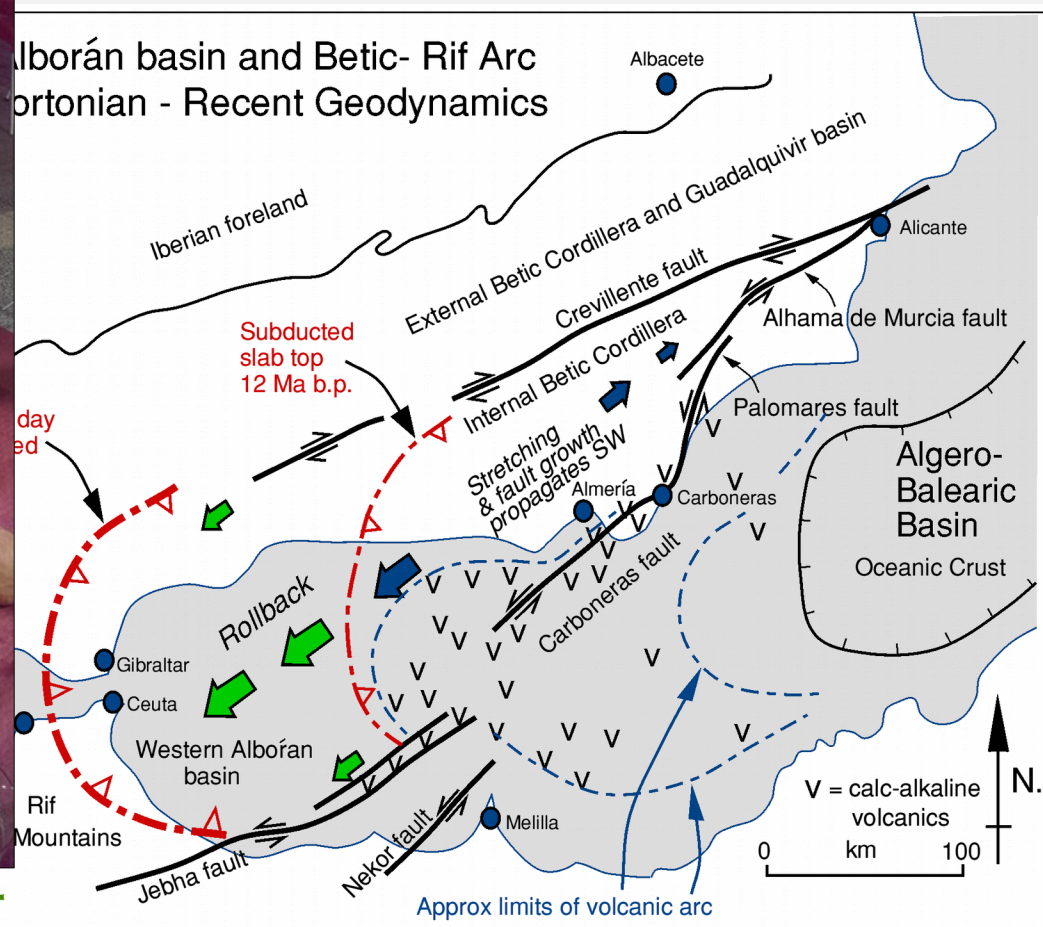 lborán basin and Betic- Rif Arc
ortonian - Recent Geodynamics
Albacete
Iberian foreland
External Betic Cordillera and Guadalquivir basin
Alicante
Crevillente fault
Alhama de Murcia fault
Subducted
slab top
12 Ma b.p.
Internal Betic Cordillera
day
ed
Palomares fault
Stretching
& fault growth
propagates SW
Algero-
Balearic
Basin
Oceanic Crust
Almería
Carboneras
Carboneras fault
Rollback
Gibraltar
Ceuta
Western Alborán
basin
Rif
Mountains
V = calc-alkaline
volcanics
N.
Melilla
0 km 100
Jebha fault
Nekor fault
Approx limits of volcanic arc